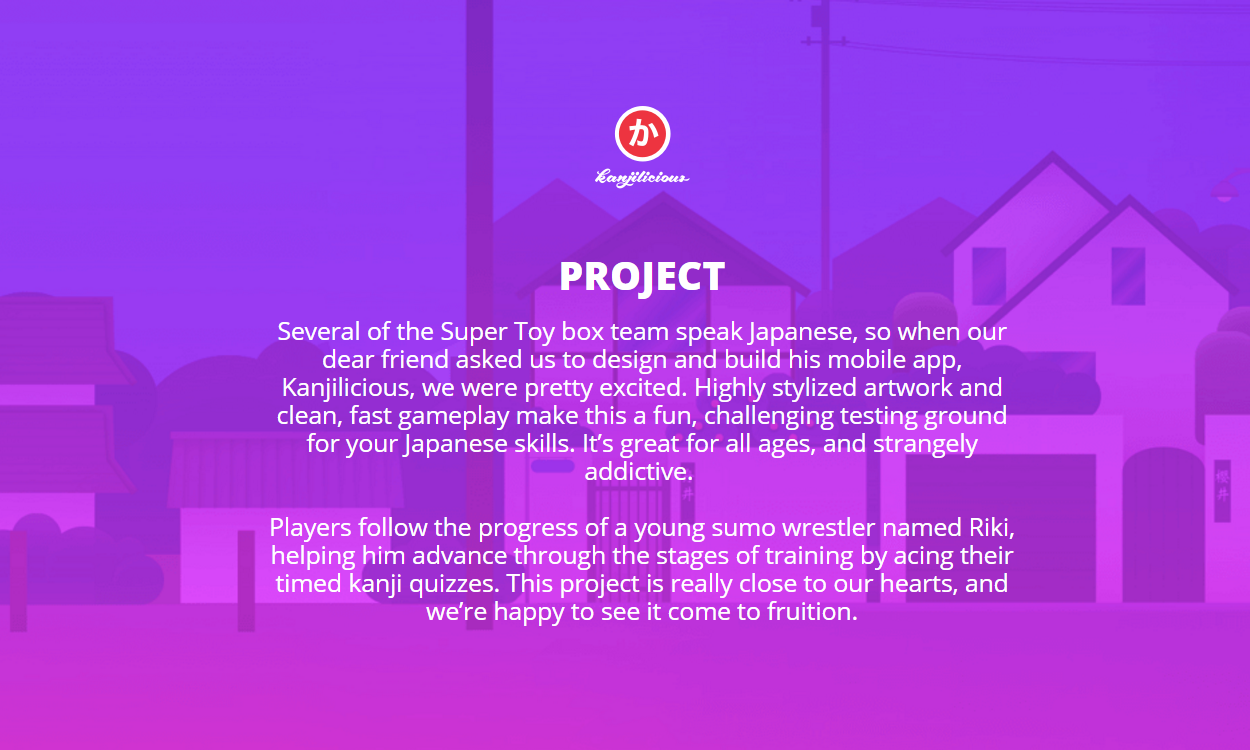 か
kanjilicious
PROJECT
Several of the Super Toy box team speak Japanese, so when our
dear friend asked us to design and build his mobile app,
Kanjilicious, we were pretty excited. Highly stylized artwork and
clean, fast gameplay make this a fun, challenging testing ground
for your Japanese skills. It’s great for all ages, and strangely
addictive.
Players follow the progress of a young sumo wrestler named Riki,
helping him advance through the stages of training by acing their
timed kanji quizzes. This project is really close to our hearts, and
we’re happy to see it come to fruition.
櫻井